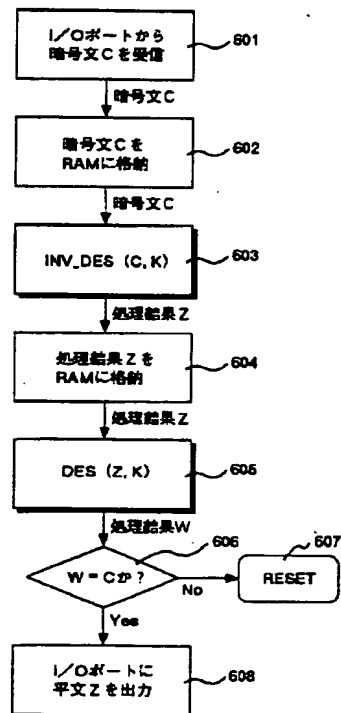 I/Oポートから
暗号文Cを受信
601
暗号文C
暗号文Cを
RAMに格納
602
暗号文C
INV_DES (C, K)
603
処理結果Z
処理結果Zを
RAMに格納
604
処理結果Z
DES (Z, K)
605
処理結果W
W=Cか?
606
No
RESET
607
Yes
I/Oポートに
平文Zを出力
608